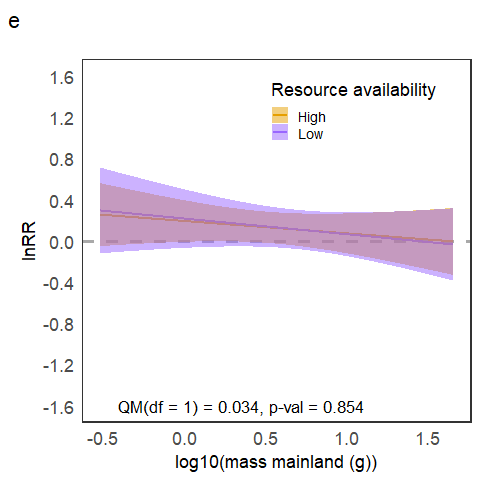 e
Resource availability
High
Low
1.6
1.2
0.8
0.4
0.0
-0.4
-0.8
-1.2
-1.6
lnRR
QM(df = 1) = 0.034, p-val = 0.854
-0.5 0.0 0.5 1.0 1.5
log10(mass mainland (g))